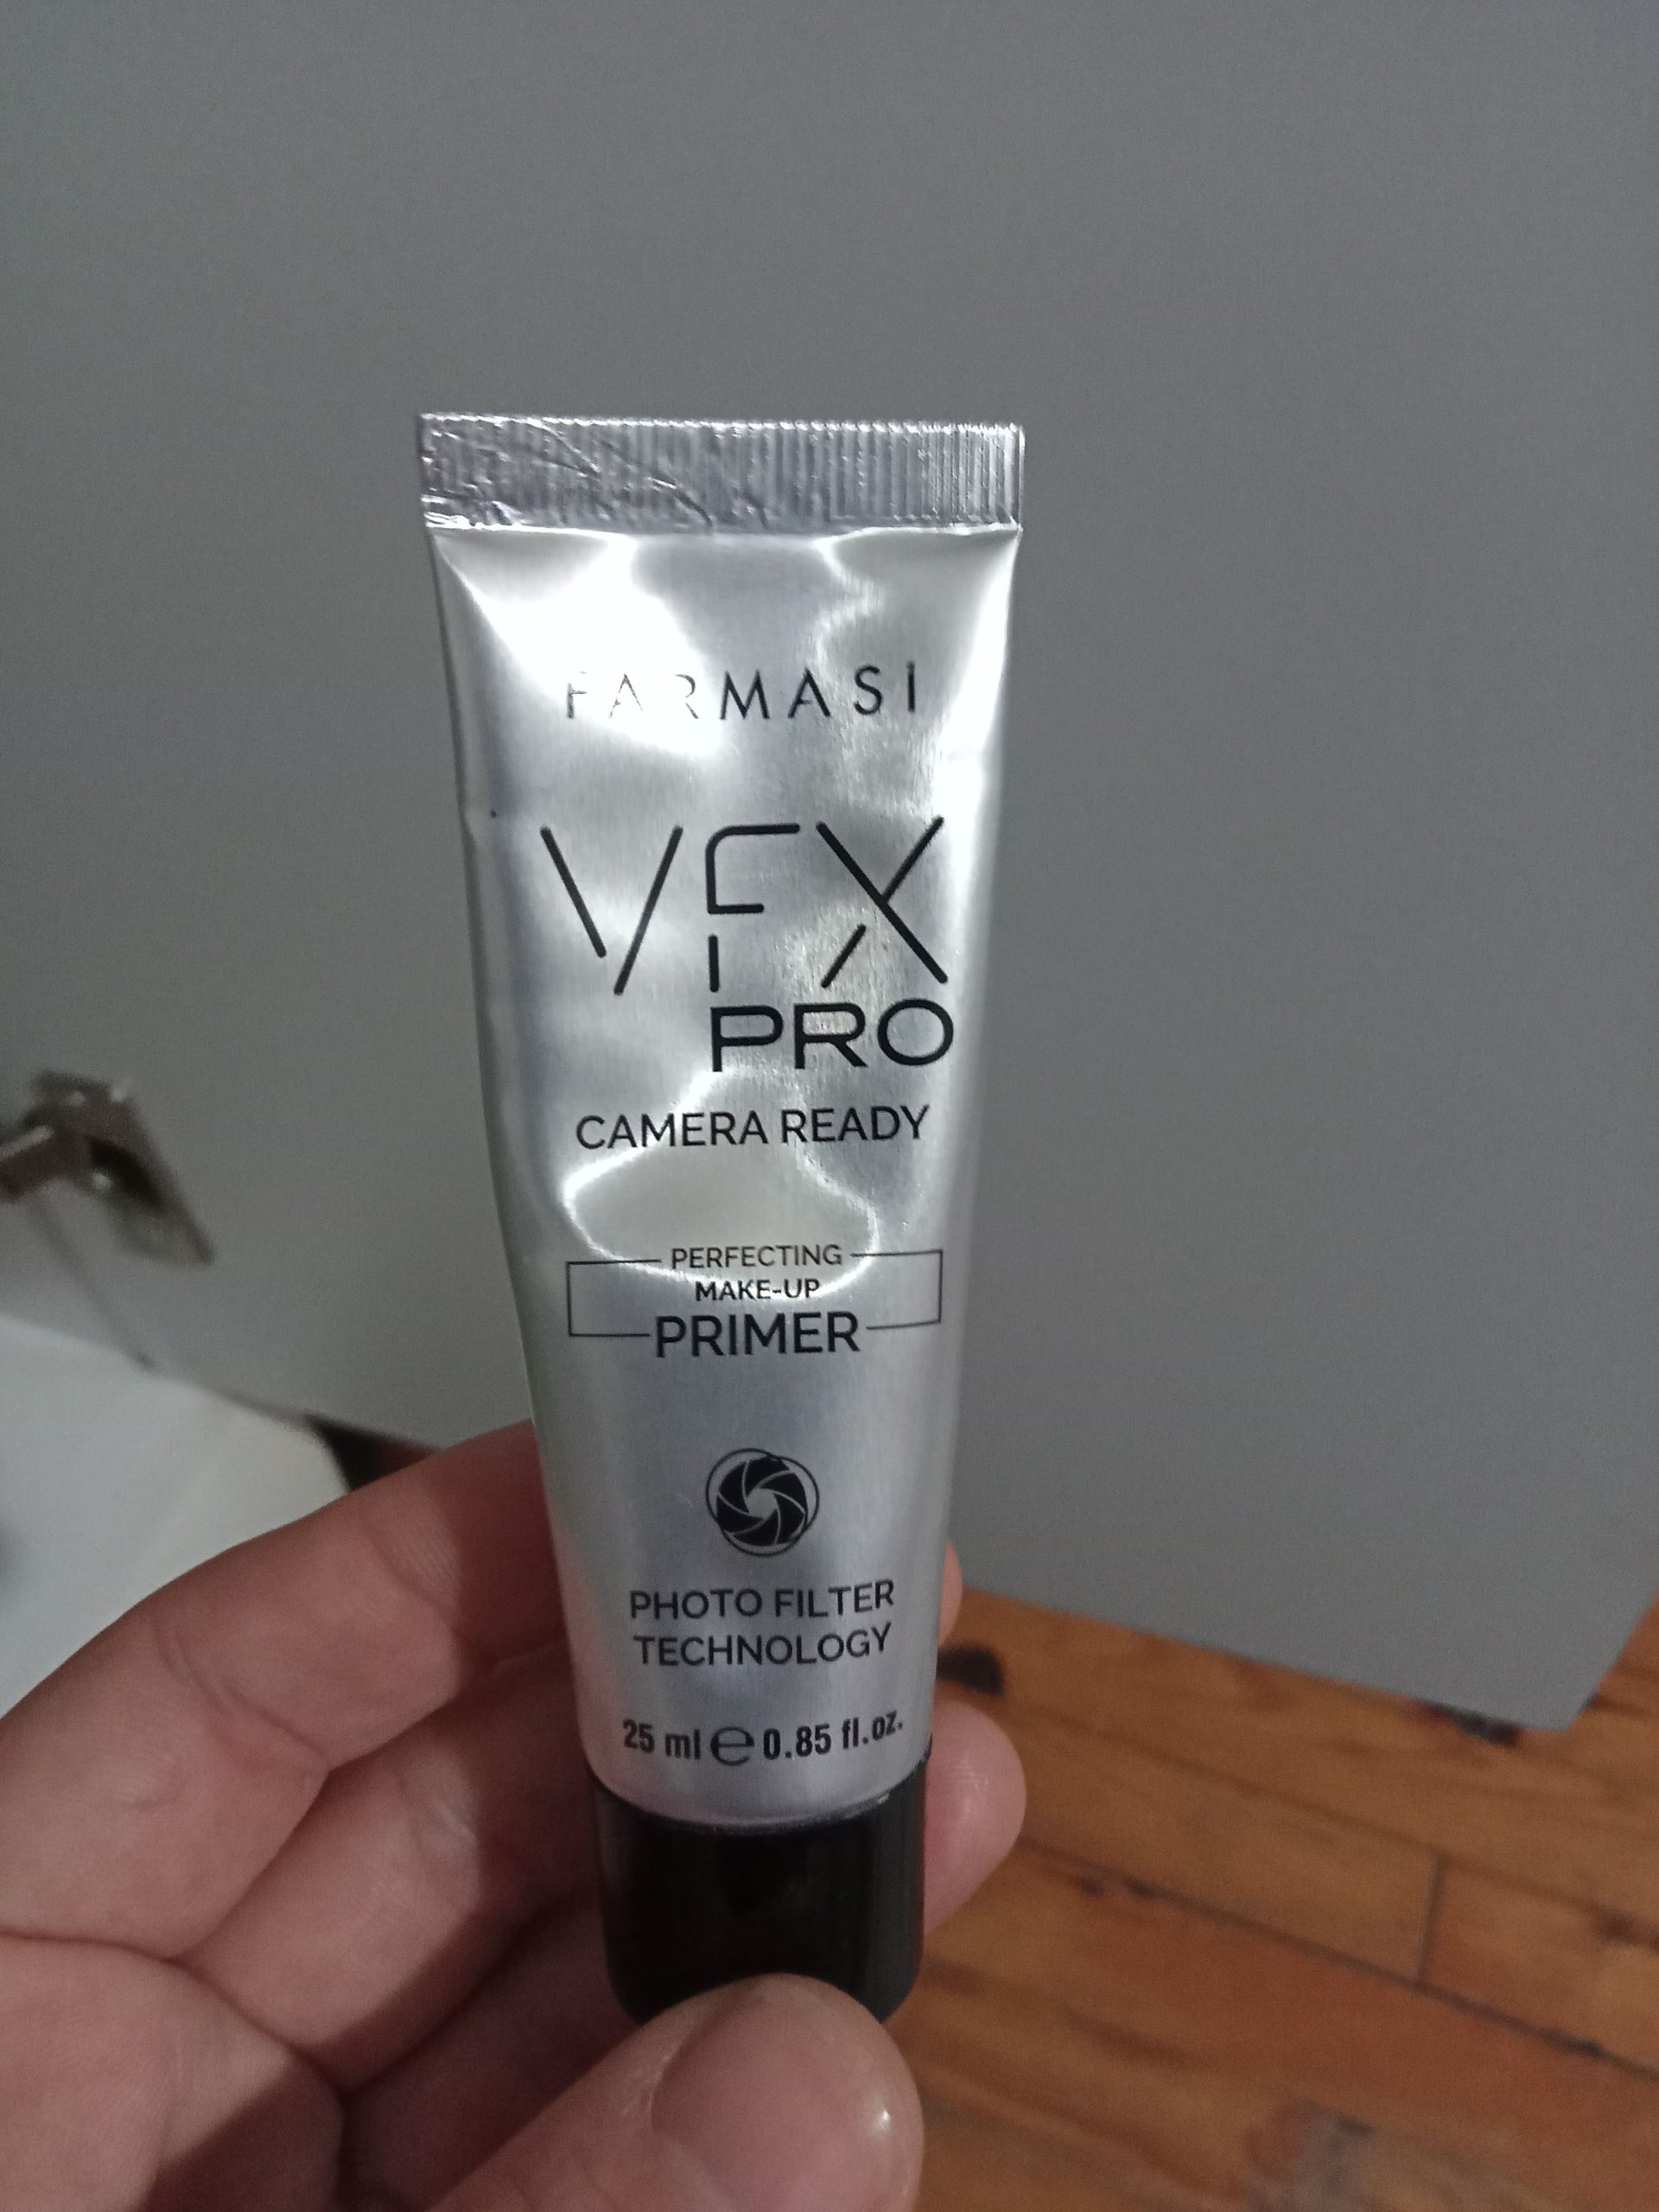 FARMASİ
VFX
PRO
CAMERA READY
PERFECTING
MAKE-UP
PRIMER
PHOTO FILTER
TECHNOLOGY
25 ml e 0.85 fl.oz.